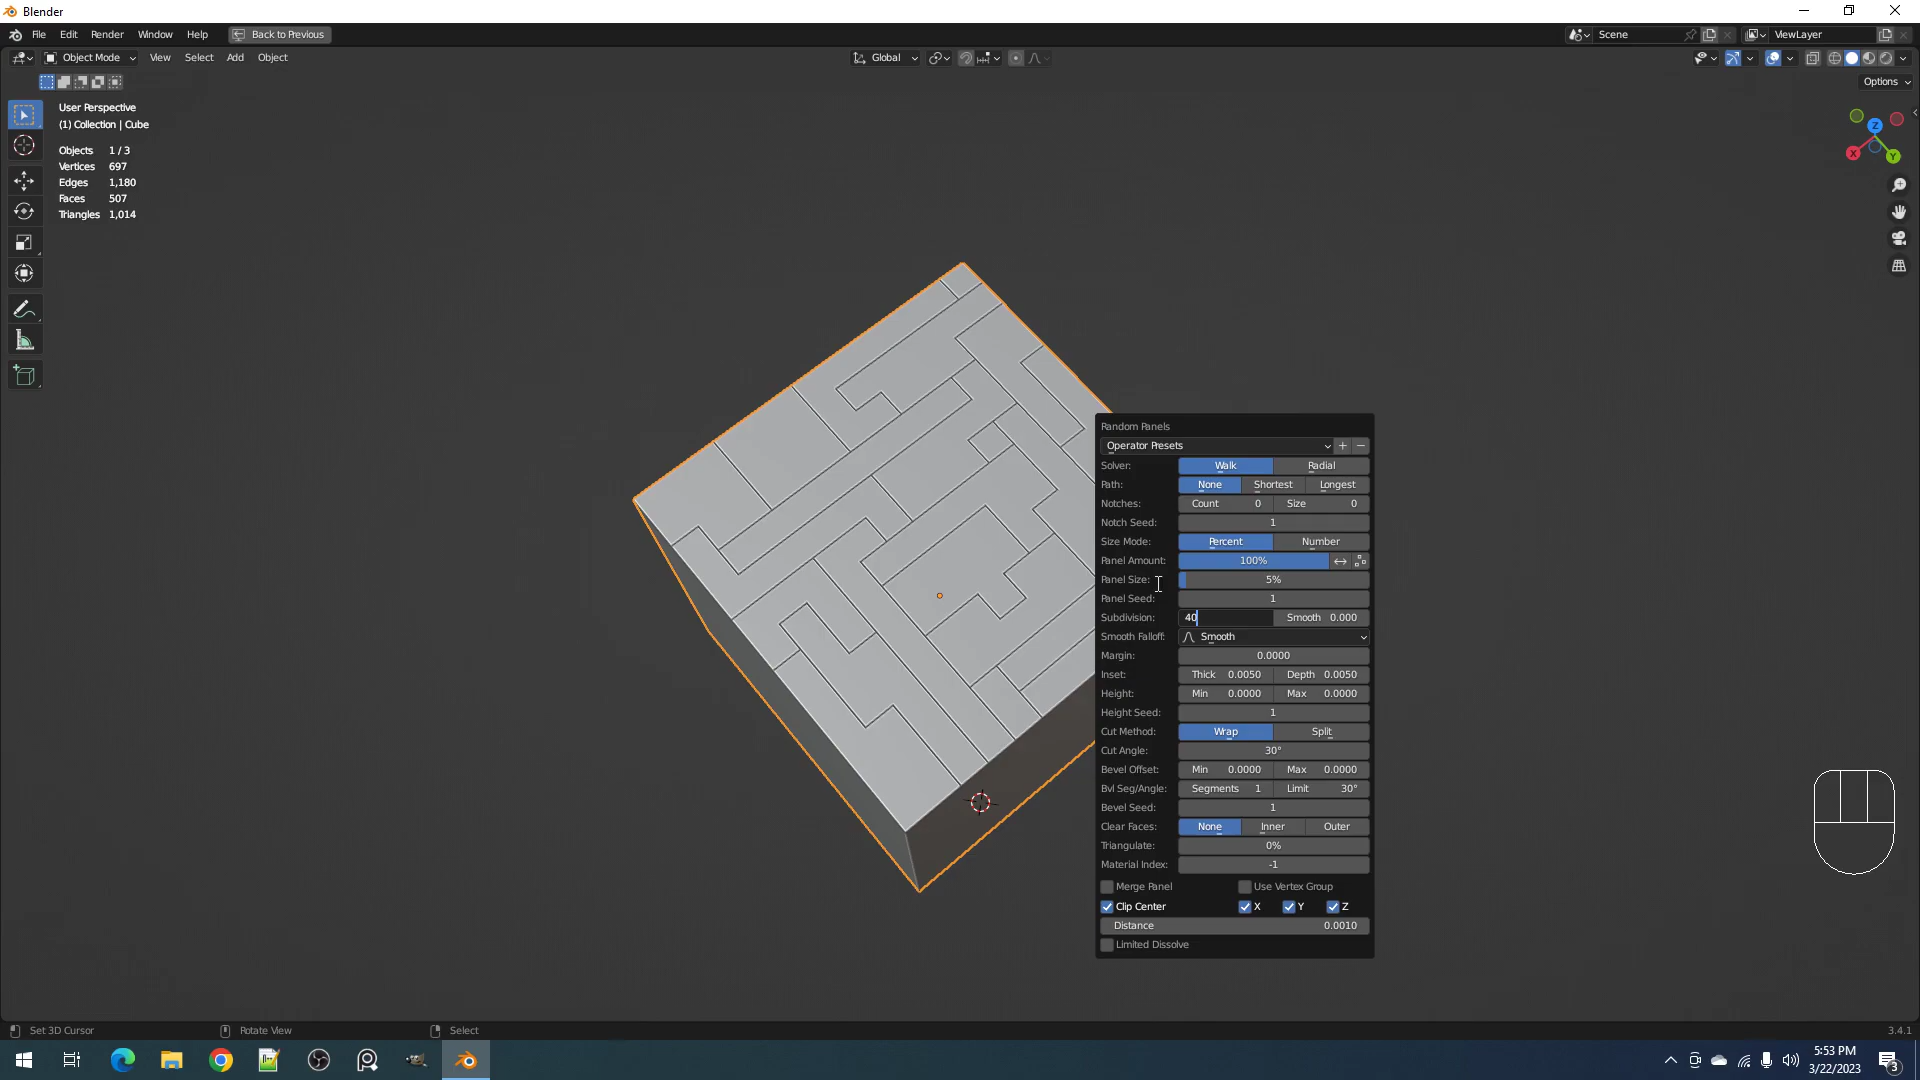 Blender
File Edit Render Window Help Back to Previous Scene ViewLayer
Object Mode View Select Add Object Global
Options
User Perspective
(1) Collection | Cube
Objects 1 / 3
Vertices 697
Edges 1,180
Faces 507
Triangles 1,014
Z
X
Y
Random Panels
Operator Presets
Solver: Walk Radial
Path: None Shortest Longest
Notches: Count 0 Size 0
Notch Seed: 1
Size Mode: Percent Number
Panel Amount: 100%
Panel Size: 5%
Panel Seed: 1
Subdivision: 40 Smooth 0.000
Smooth Falloff: Smooth
Margin: 0.0000
Inset: Thick 0.0050 Depth 0.0050
Height: Min 0.0000 Max 0.0000
Height Seed: 1
Cut Method: Wrap Split
Cut Angle: 30°
Bevel Offset: Min 0.0000 Max 0.0000
Bvl Seg/Angle: Segments 1 Limit 30°
Bevel Seed: 1
Clear Faces: None Inner Outer
Triangulate: 0%
Material Index: -1
Merge Panel Use Vertex Group
Clip Center X Y Z
Distance 0.0010
Limited Dissolve
Set 3D Cursor Rotate View Select 3.4.1
5:53 PM
3/22/2023
3